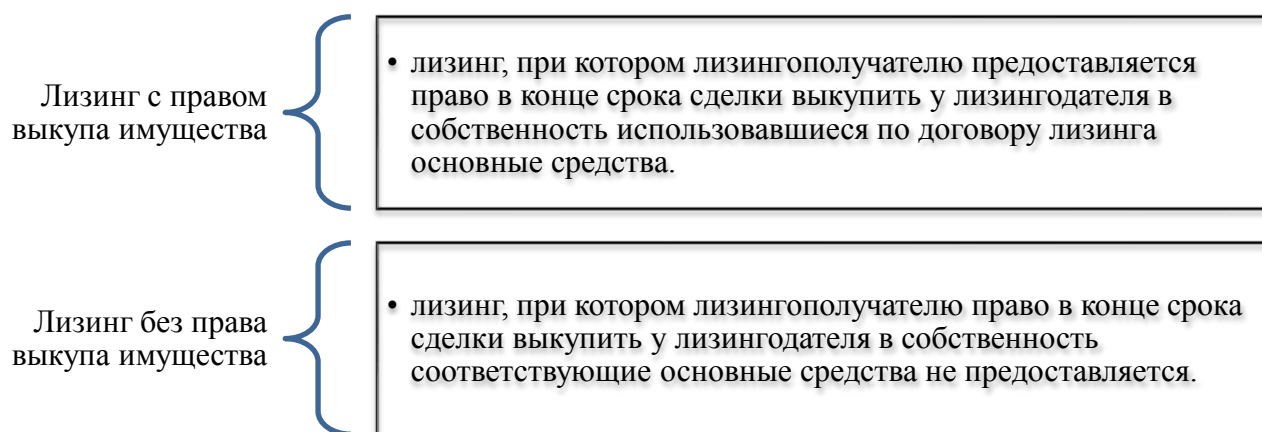 Лизинг с правом
выкупа имущества
• лизинг, при котором лизингополучателю предоставляется
право в конце срока сделки выкупить у лизингодателя в
собственность использовавшиеся по договору лизинга
основные средства.
Лизинг без права
выкупа имущества
• лизинг, при котором лизингополучателю право в конце срока
сделки выкупить у лизингодателя в собственность
соответствующие основные средства не предоставляется.